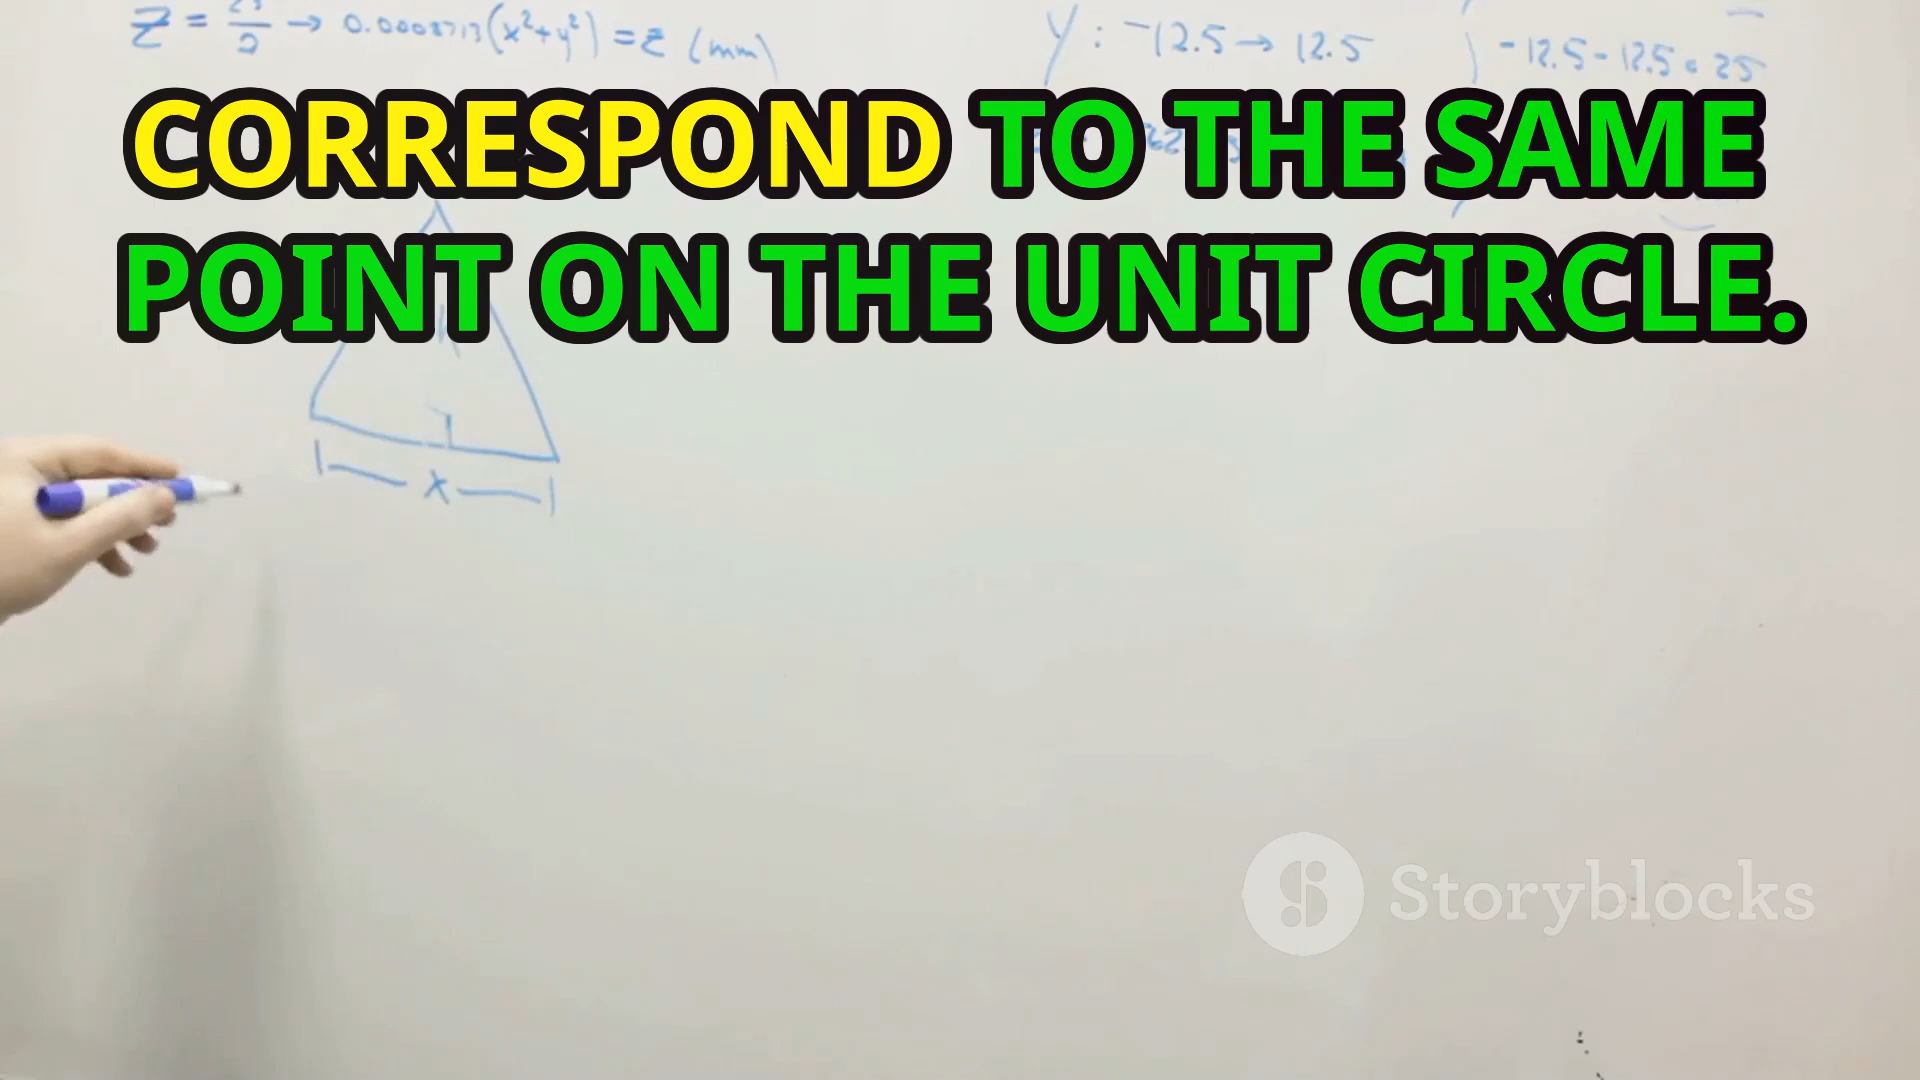 Z = → 0.0008713(x²+y²) = Z (mm)
y: -12.5 → 12.5
-12.5 - 12.5 = 25
CORRESPOND TO THE SAME
POINT ON THE UNIT CIRCLE.
h
x
Storyblocks